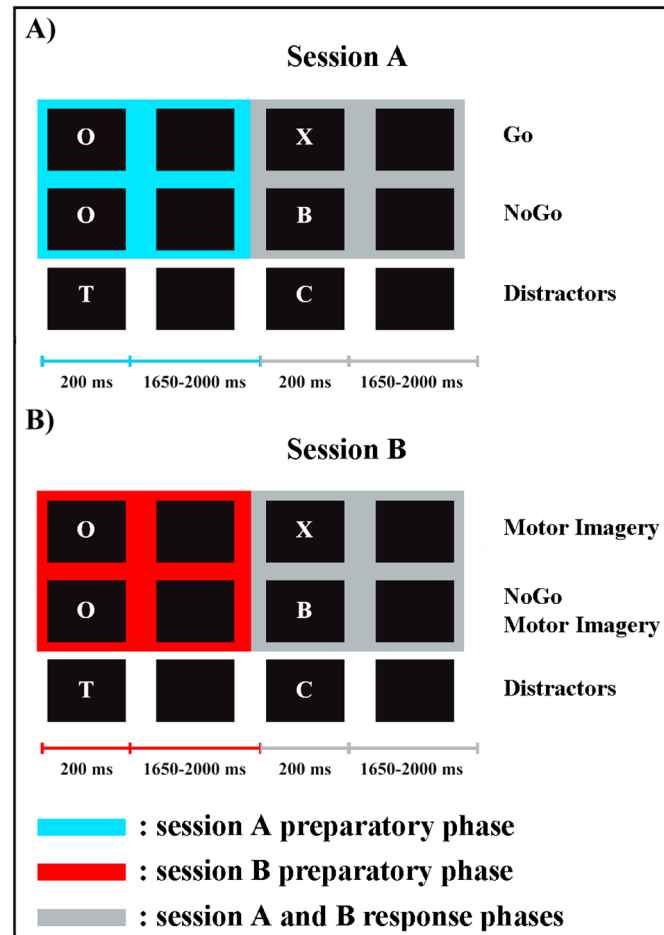 A)
Session A
O X Go
O B NoGo
T C Distractors
200 ms 1650-2000 ms 200 ms 1650-2000 ms
B)
Session B
O X Motor Imagery
O B NoGo
Motor Imagery
T C Distractors
200 ms 1650-2000 ms 200 ms 1650-2000 ms
: session A preparatory phase
: session B preparatory phase
: session A and B response phases